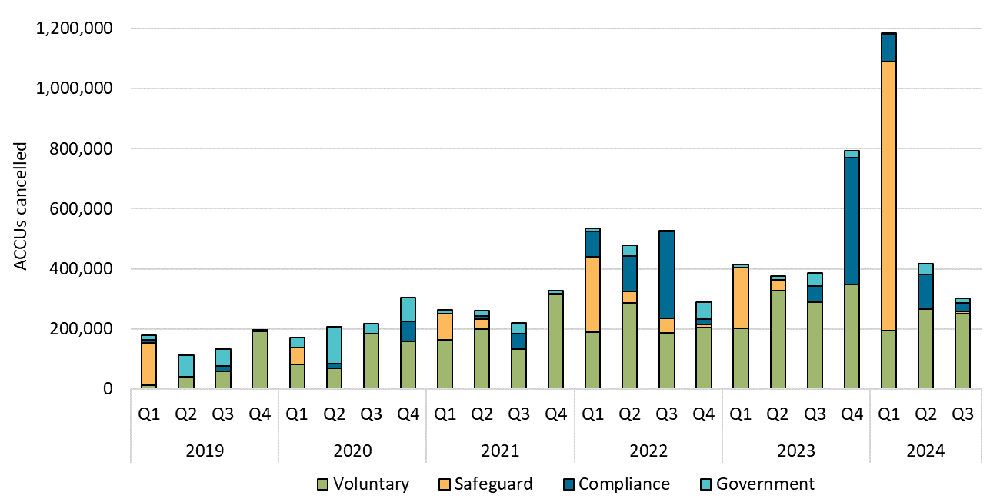 1,200,000
1,000,000
800,000
600,000
400,000
200,000
0
ACCUs cancelled
Q1 Q2 Q3 Q4 Q1 Q2 Q3 Q4 Q1 Q2 Q3 Q4 Q1 Q2 Q3 Q4 Q1 Q2 Q3 Q4 Q1 Q2 Q3
2019 2020 2021 2022 2023 2024
Voluntary Safeguard Compliance Government